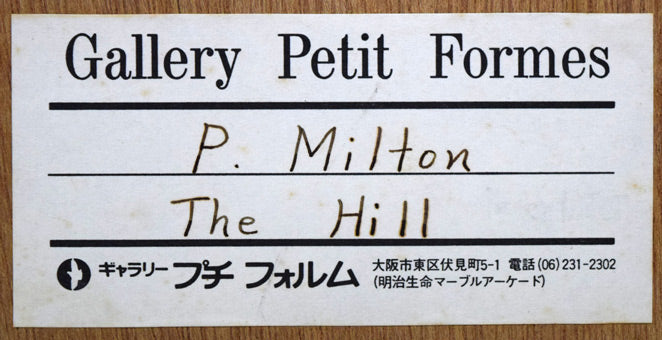 Gallery Petit Formes
P. Milton
The Hill
ギャラリー プチ フォルム 大阪市東区伏見町5-1 電話(06)231-2302
(明治生命マーブルアーケード)